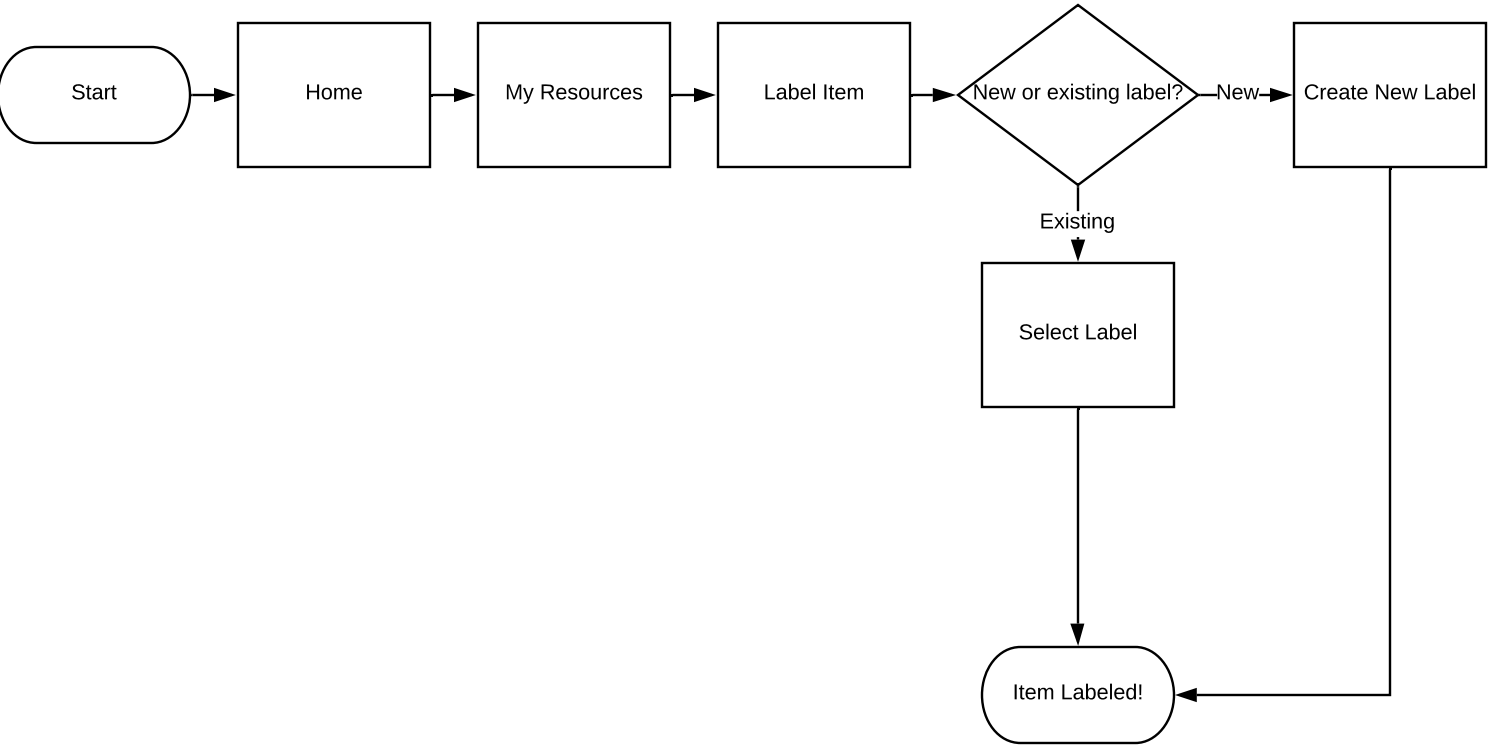 Start
Home
My Resources
Label Item
New or existing label?
New
Create New Label
Existing
Select Label
Item Labeled!